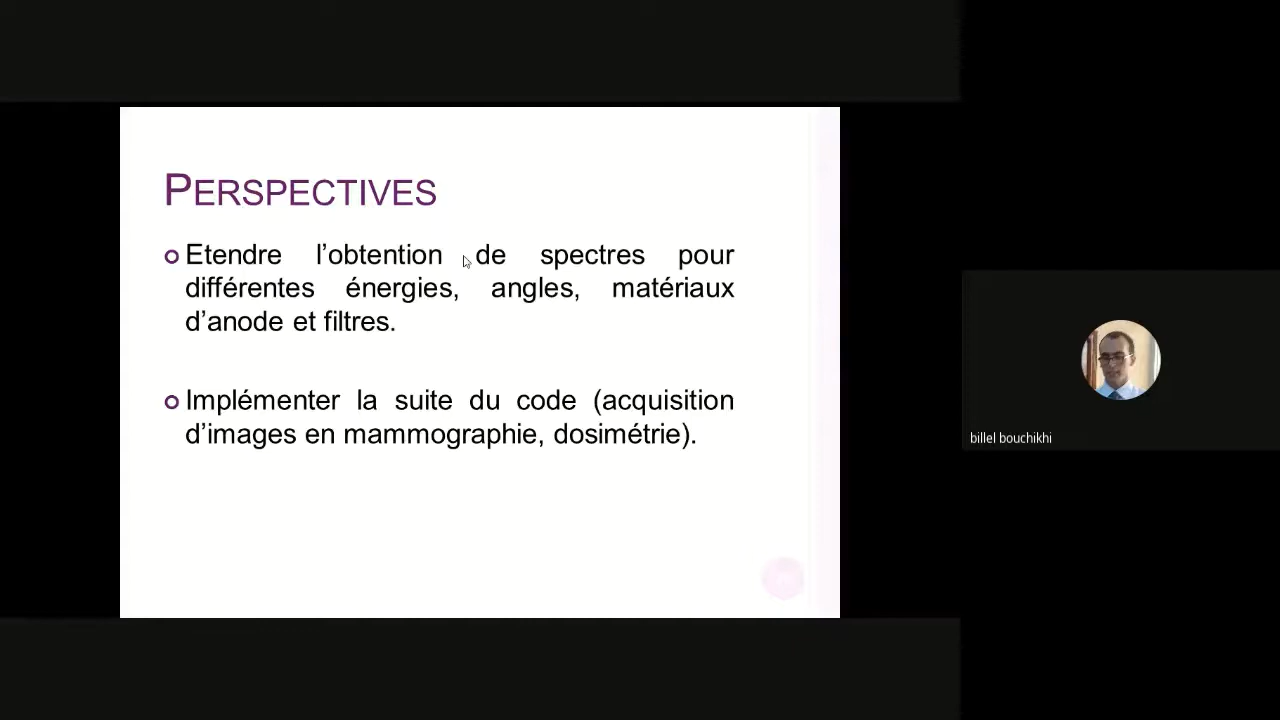 PERSPECTIVES
Etendre l’obtention de spectres pour
différentes énergies, angles, matériaux
d’anode et filtres.
Implémenter la suite du code (acquisition
d’images en mammographie, dosimétrie).
billel bouchikhi